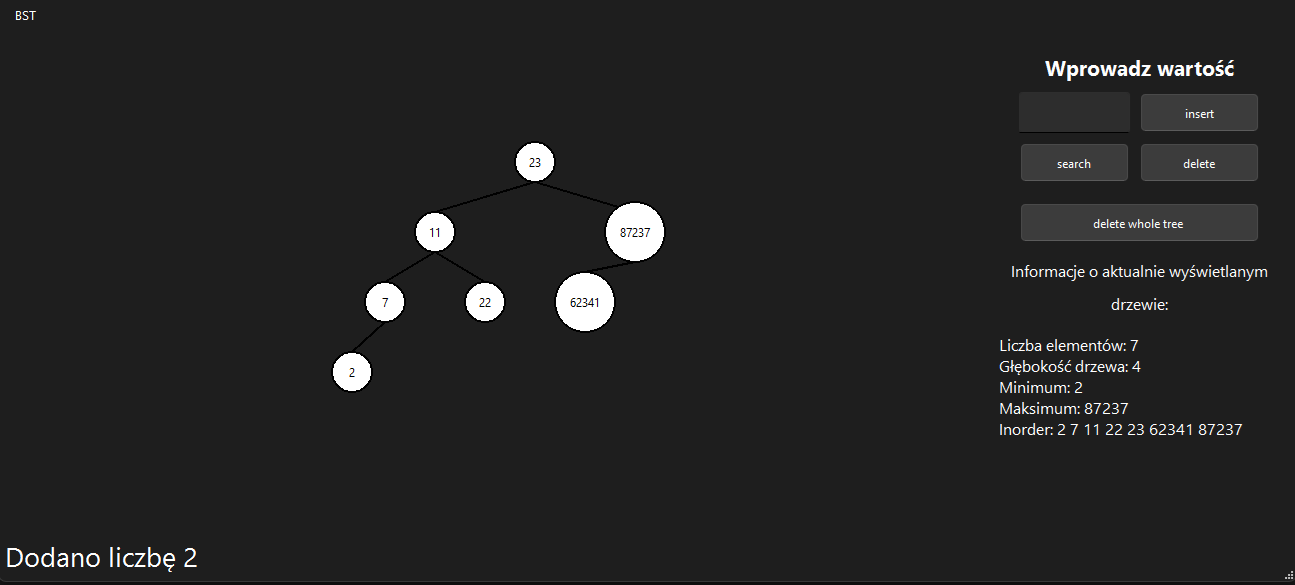 BST
Wprowadz wartość
insert
search
delete
delete whole tree
Informacje o aktualnie wyświetlanym
drzewie:
Liczba elementów: 7
Głębokość drzewa: 4
Minimum: 2
Maksimum: 87237
Inorder: 2 7 11 22 23 62341 87237
23
11
87237
7
22
62341
2
Dodano liczbę 2